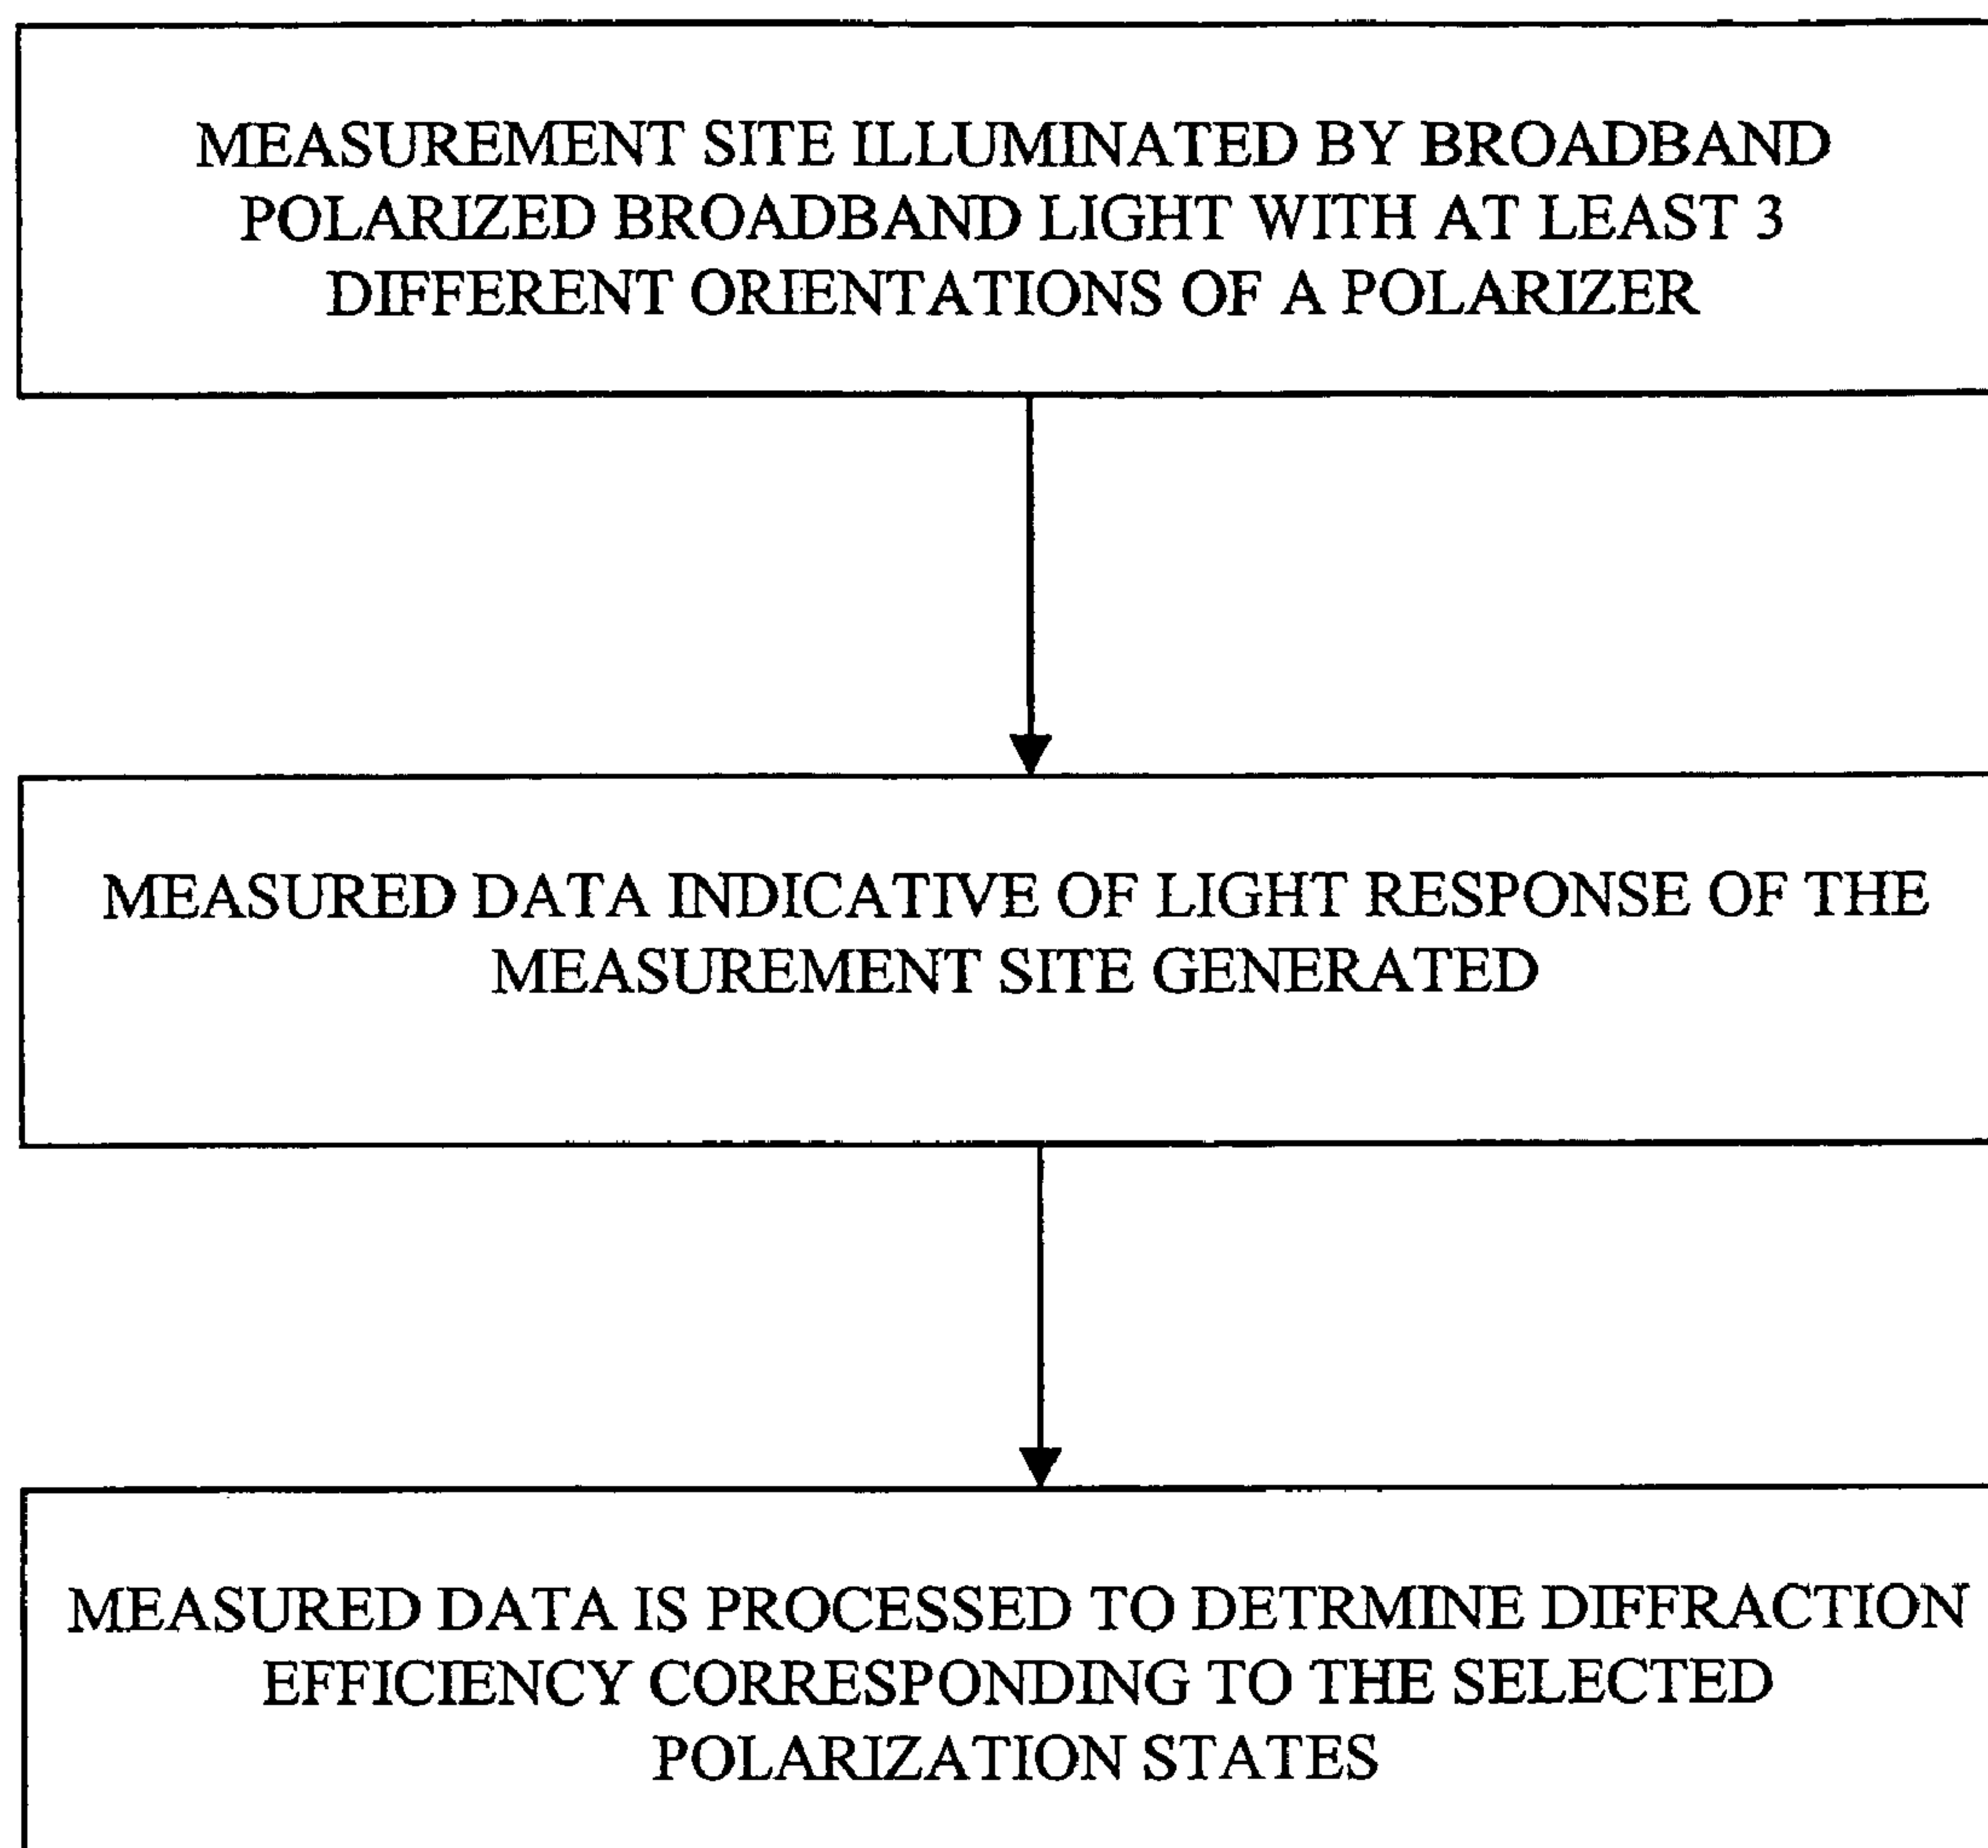 MEASUREMENT SITE ILLUMINATED BY BROADBAND
POLARIZED BROADBAND LIGHT WITH AT LEAST 3
DIFFERENT ORIENTATIONS OF A POLARIZER
MEASURED DATA INDICATIVE OF LIGHT RESPONSE OF THE
MEASUREMENT SITE GENERATED
MEASURED DATA IS PROCESSED TO DETRMINE DIFFRACTION
EFFICIENCY CORRESPONDING TO THE SELECTED
POLARIZATION STATES